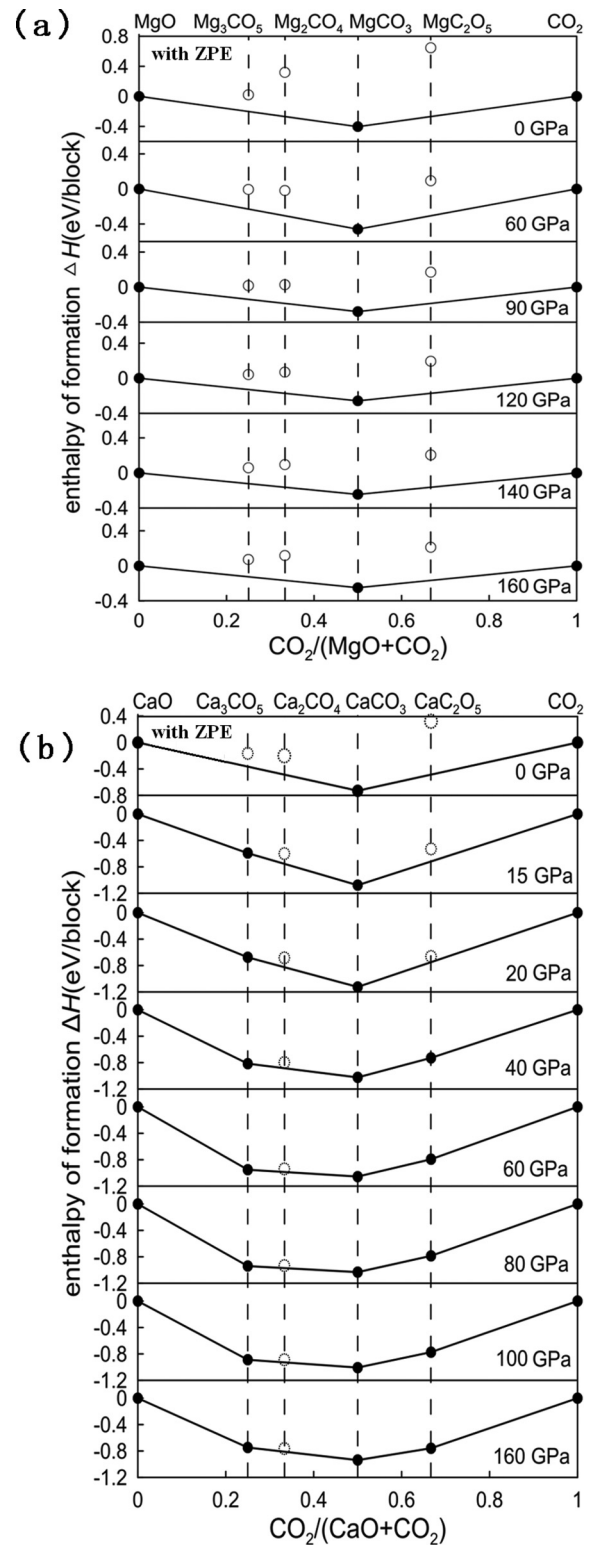 (a)
MgO Mg₃CO₅ Mg₂CO₄ MgCO₃ MgC₂O₅ CO₂
with ZPE
0.8
0.4
0
-0.4
0 GPa
0.4
0
-0.4
60 GPa
0.4
0
-0.4
90 GPa
0.4
0
120 GPa
0.4
0
-0.4
140 GPa
0.4
0
-0.4
160 GPa
0 0.2 0.4 0.6 0.8 1
CO₂/(MgO+CO₂)
enthalpy of formation △ H(eV/block)
(b)
CaO Ca₃CO₅ Ca₂CO₄ CaCO₃ CaC₂O₅ CO₂
with ZPE
0.4
0
-0.4
-0.8
0 GPa
0
-0.4
-0.8
-1.2
15 GPa
0
-0.4
-0.8
-1.2
20 GPa
0
-0.4
-0.8
-1.2
40 GPa
0
-0.4
-0.8
-1.2
60 GPa
0
-0.4
-0.8
-1.2
80 GPa
0
-0.4
-0.8
-1.2
100 GPa
0
-0.4
-0.8
-1.2
160 GPa
0 0.2 0.4 0.6 0.8 1
CO₂/(CaO+CO₂)
enthalpy of formation ΔH(eV/block)